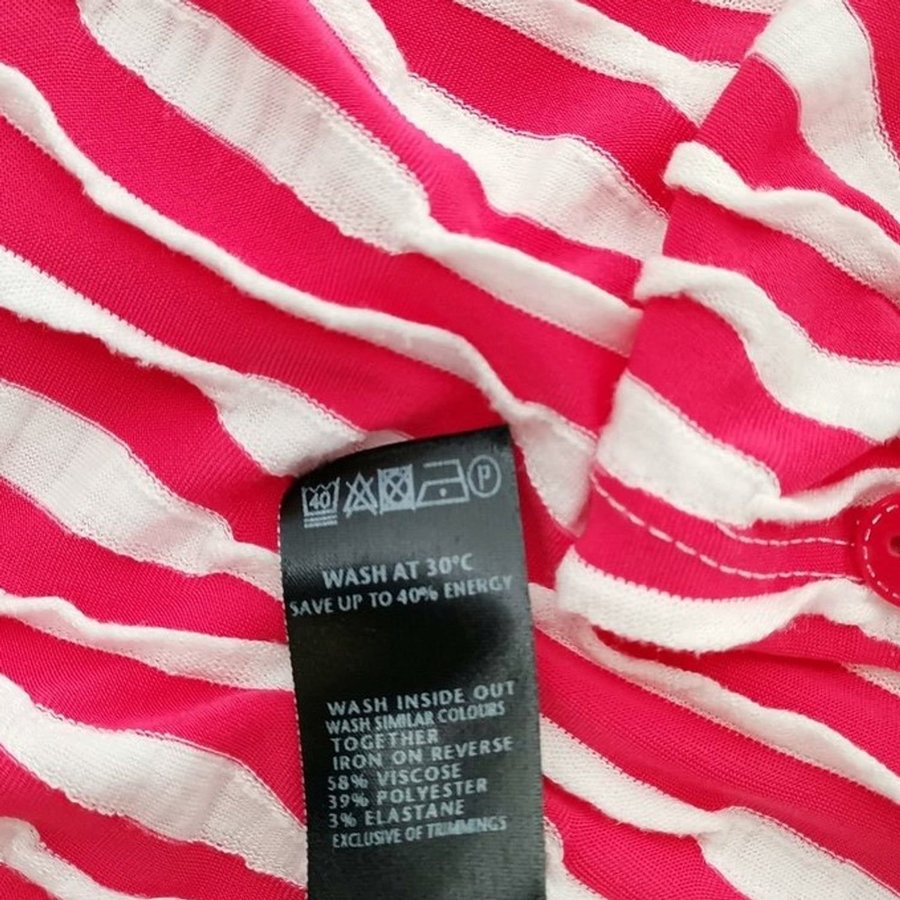 40 P
WASH AT 30°C
SAVE UP TO 40% ENERGY
WASH INSIDE OUT
WASH SIMILAR COLOURS
TOGETHER
IRON ON REVERSE
58% VISCOSE
39% POLYESTER
3% ELASTANE
EXCLUSIVE OF TRIMMINGS